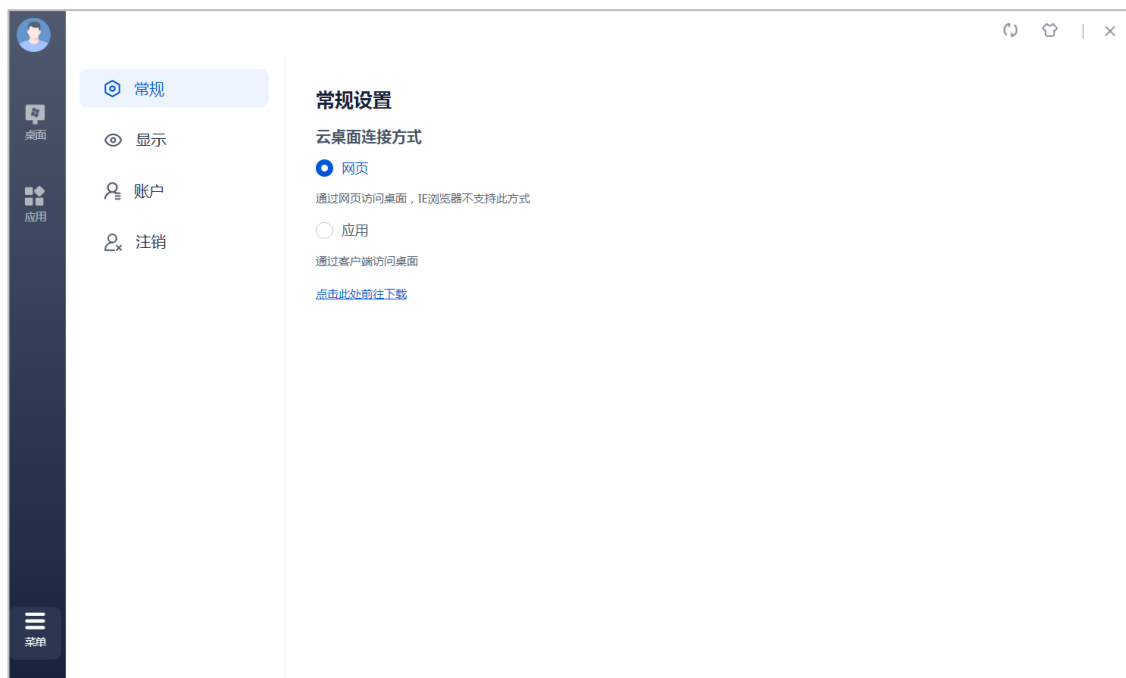 桌面
应用
菜单
常规
显示
账户
注销
常规设置
云桌面连接方式
网页
通过网页访问桌面，IE浏览器不支持此方式
应用
通过客户端访问桌面
点击此处前往下载